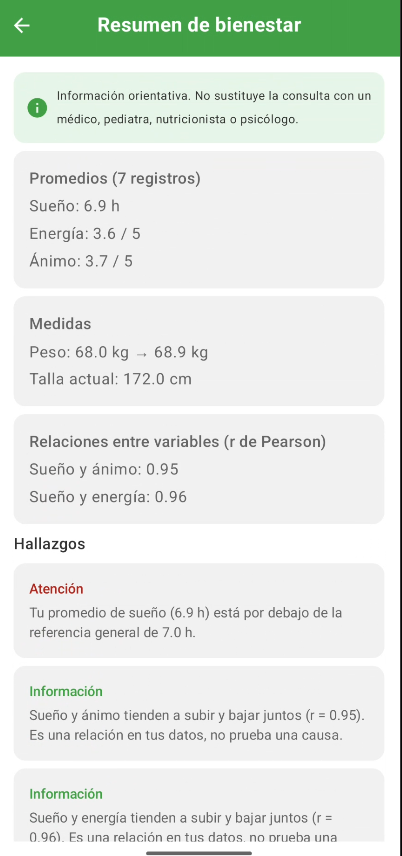 Resumen de bienestar
Información orientativa. No sustituye la consulta con un
médico, pediatra, nutricionista o psicólogo.
Promedios (7 registros)
Sueño: 6.9 h
Energía: 3.6 / 5
Ánimo: 3.7 / 5
Medidas
Peso: 68.0 kg → 68.9 kg
Talla actual: 172.0 cm
Relaciones entre variables (r de Pearson)
Sueño y ánimo: 0.95
Sueño y energía: 0.96
Hallazgos
Atención
Tu promedio de sueño (6.9 h) está por debajo de la
referencia general de 7.0 h.
Información
Sueño y ánimo tienden a subir y bajar juntos (r = 0.95).
Es una relación en tus datos, no prueba una causa.
Información
Sueño y energía tienden a subir y bajar juntos (r =
0.96). Es una relación en tus datos, no prueba una